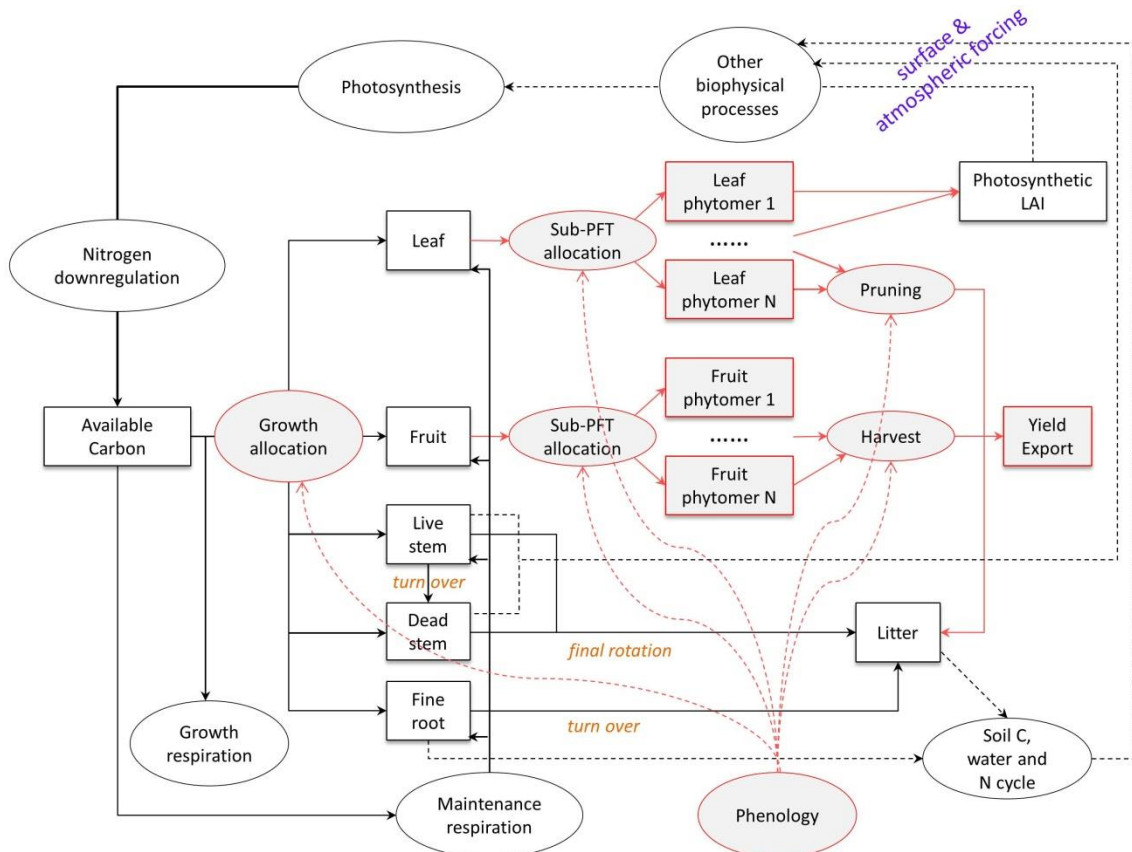 surface &
atmospheric forcing
Photosynthesis
Other
biophysical
processes
Leaf
phytomer 1
Photosynthetic
LAI
Nitrogen
downregulation
Leaf
Sub-PFT
allocation
......
Leaf
phytomer N
Pruning
Available
Carbon
Growth
allocation
Fruit
Sub-PFT
allocation
Fruit
phytomer 1
......
Fruit
phytomer N
Harvest
Yield
Export
Live
stem
turn over
Dead
stem
final rotation
Litter
Fine
root
turn over
Growth
respiration
Soil C,
water and
N cycle
Maintenance
respiration
Phenology